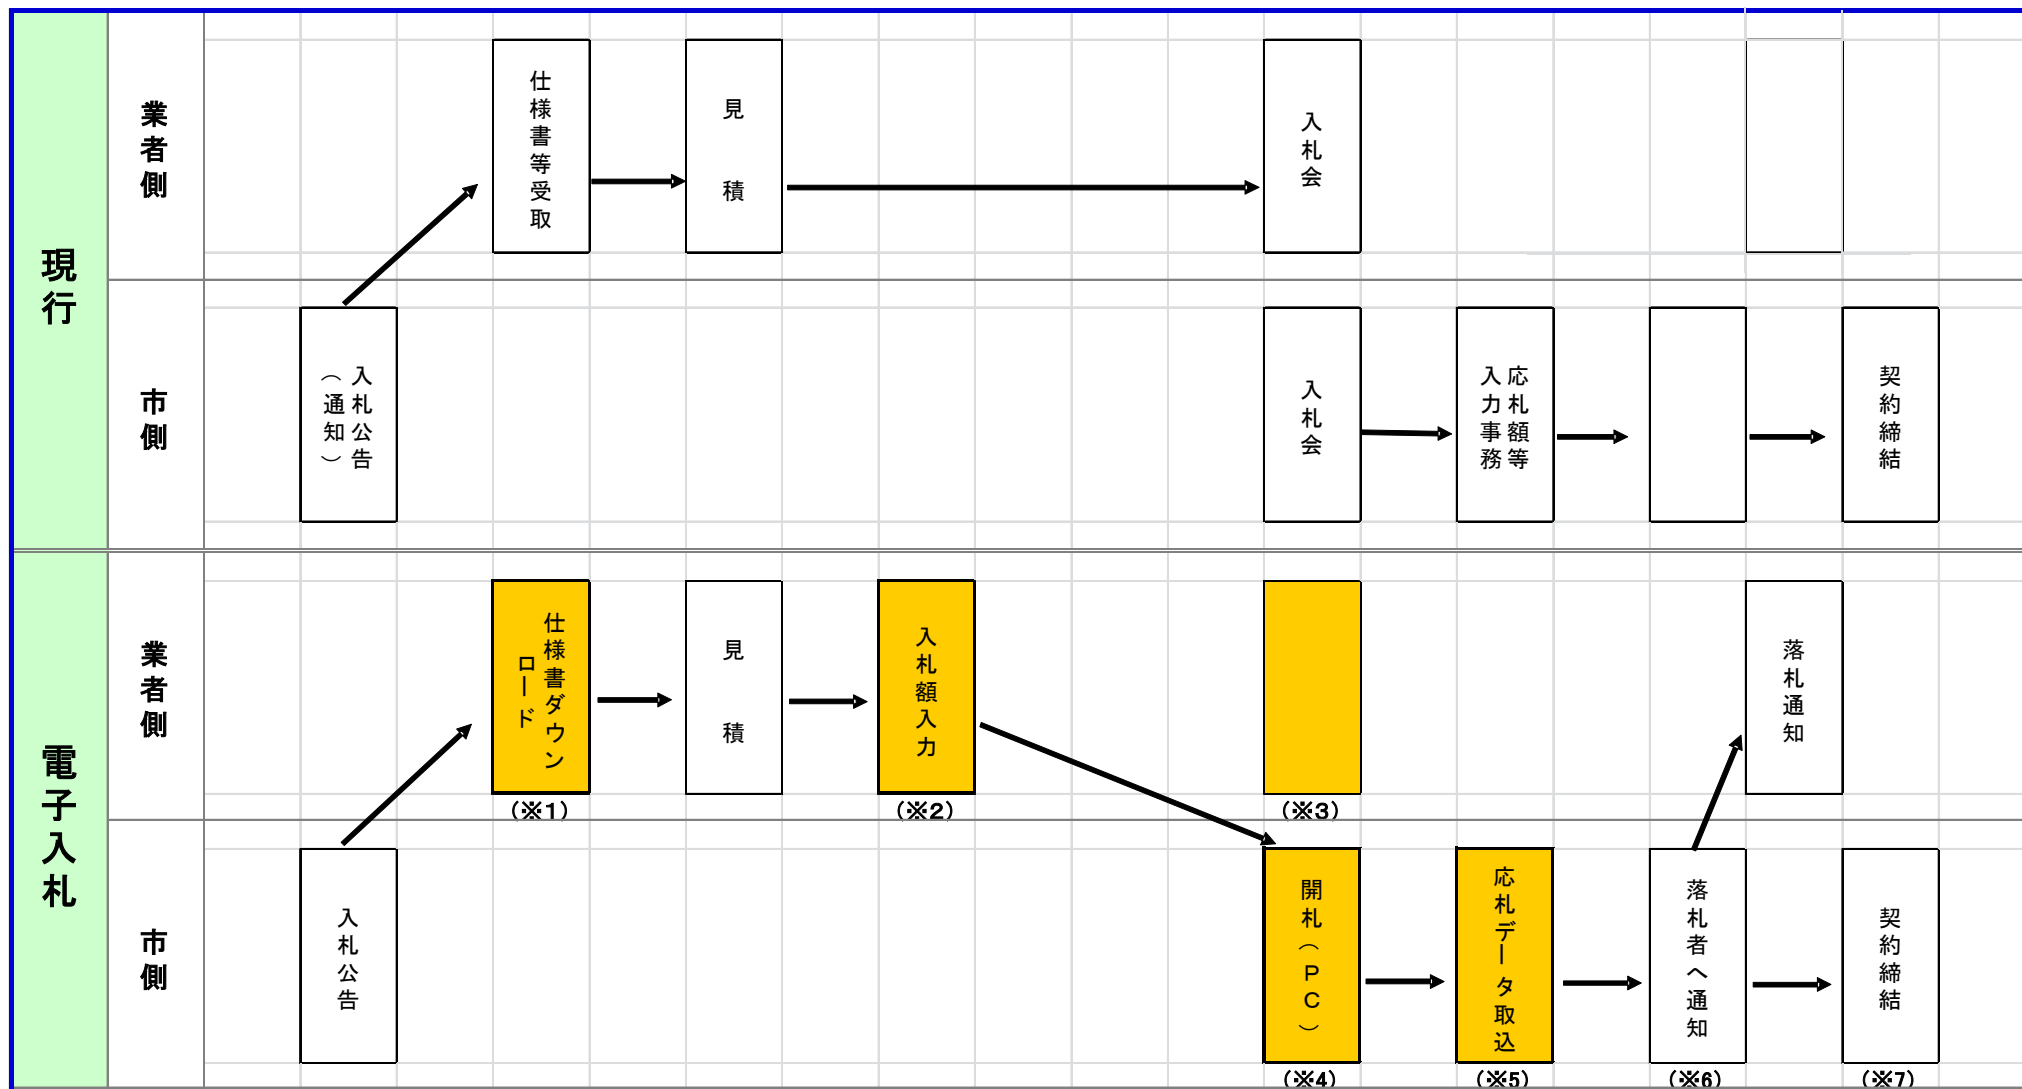 現行
業者側
仕様書等受取
見積
入札会
市側
入札公告
（通知）
入札会
応札額等
入力事務
契約締結
電子入札
業者側
仕様書ダウン
ロード
見積
入札額入力
落札通知
(※1)
(※2)
(※3)
市側
入札公告
開札（PC）
応札データ取込
落札者へ通知
契約締結
(※4)
(※5)
(※6)
(※7)